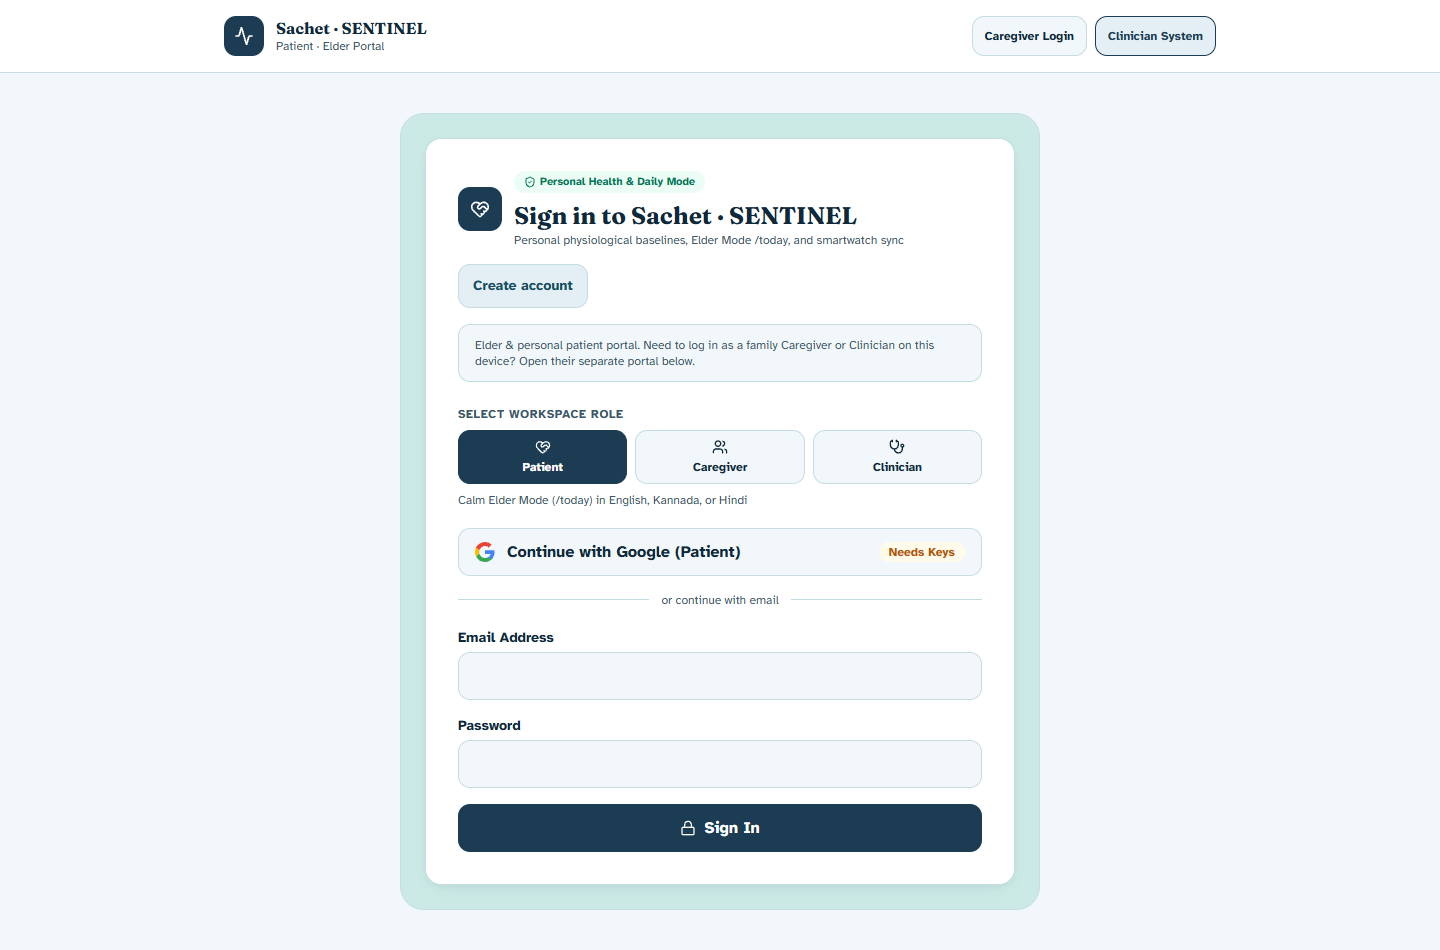 Sachet · SENTINEL
Patient · Elder Portal
Caregiver Login
Clinician System
Personal Health & Daily Mode
Sign in to Sachet · SENTINEL
Personal physiological baselines, Elder Mode /today, and smartwatch sync
Create account
Elder & personal patient portal. Need to log in as a family Caregiver or Clinician on this
device? Open their separate portal below.
SELECT WORKSPACE ROLE
Patient
Caregiver
Clinician
Calm Elder Mode (/today) in English, Kannada, or Hindi
Continue with Google (Patient)
Needs Keys
or continue with email
Email Address
Password
Sign In